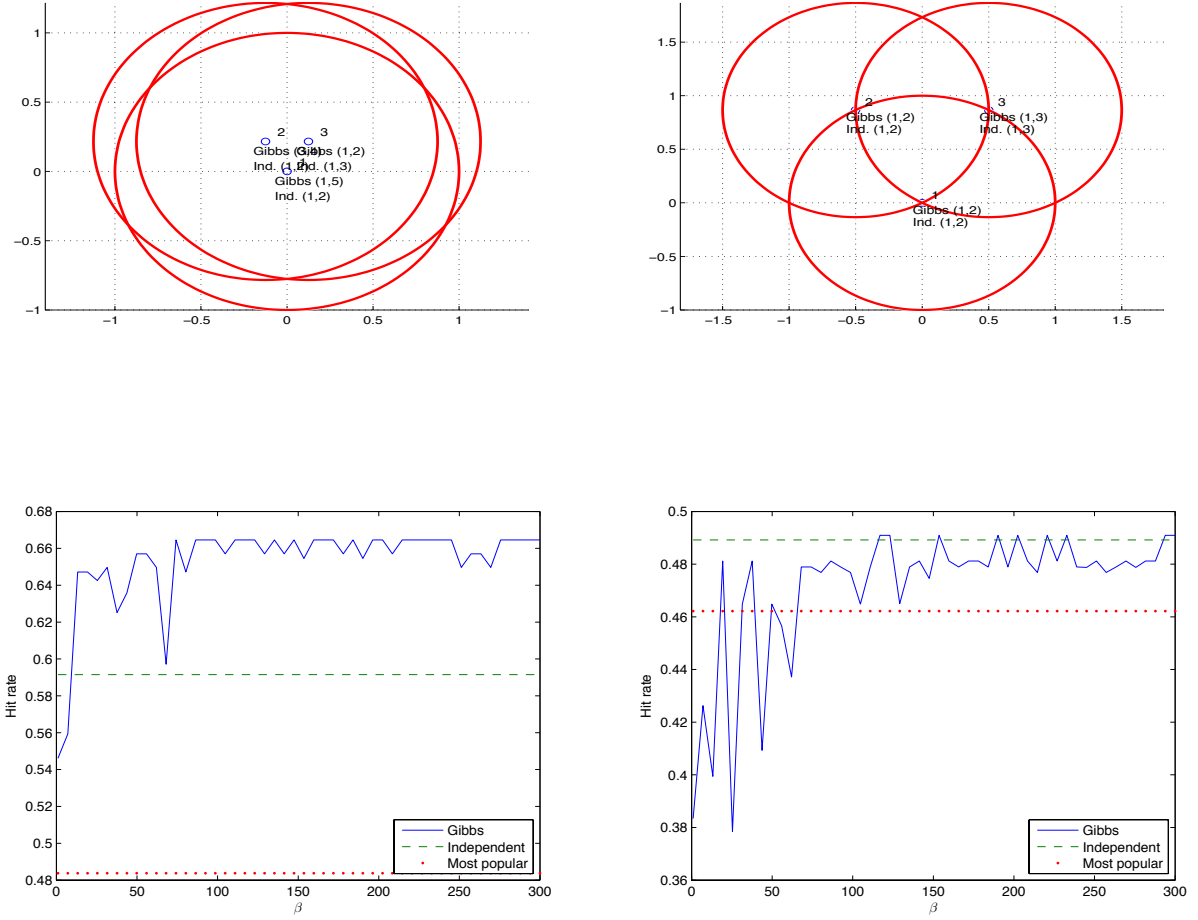 1
0.5
0
−0.5
−1
−1
−0.5
0
0.5
1
2
3
Gibbs (3,4)
Gibbs (1,2)
Ind. (1,2)
Ind. (1,3)
1
Gibbs (1,5)
Ind. (1,2)
1.5
1
0.5
0
−0.5
−1
−1.5
−1
−0.5
0
0.5
1
1.5
2
3
Gibbs (1,2)
Gibbs (1,3)
Ind. (1,2)
Ind. (1,3)
1
Gibbs (1,2)
Ind. (1,2)
0.68
0.66
0.64
0.62
0.6
0.58
0.56
0.54
0.52
0.5
0.48
Hit rate
0
50
100
150
200
250
300
β
Gibbs
Independent
Most popular
0.5
0.48
0.46
0.44
0.42
0.4
0.38
0.36
Hit rate
0
50
100
150
200
250
300
β
Gibbs
Independent
Most popular